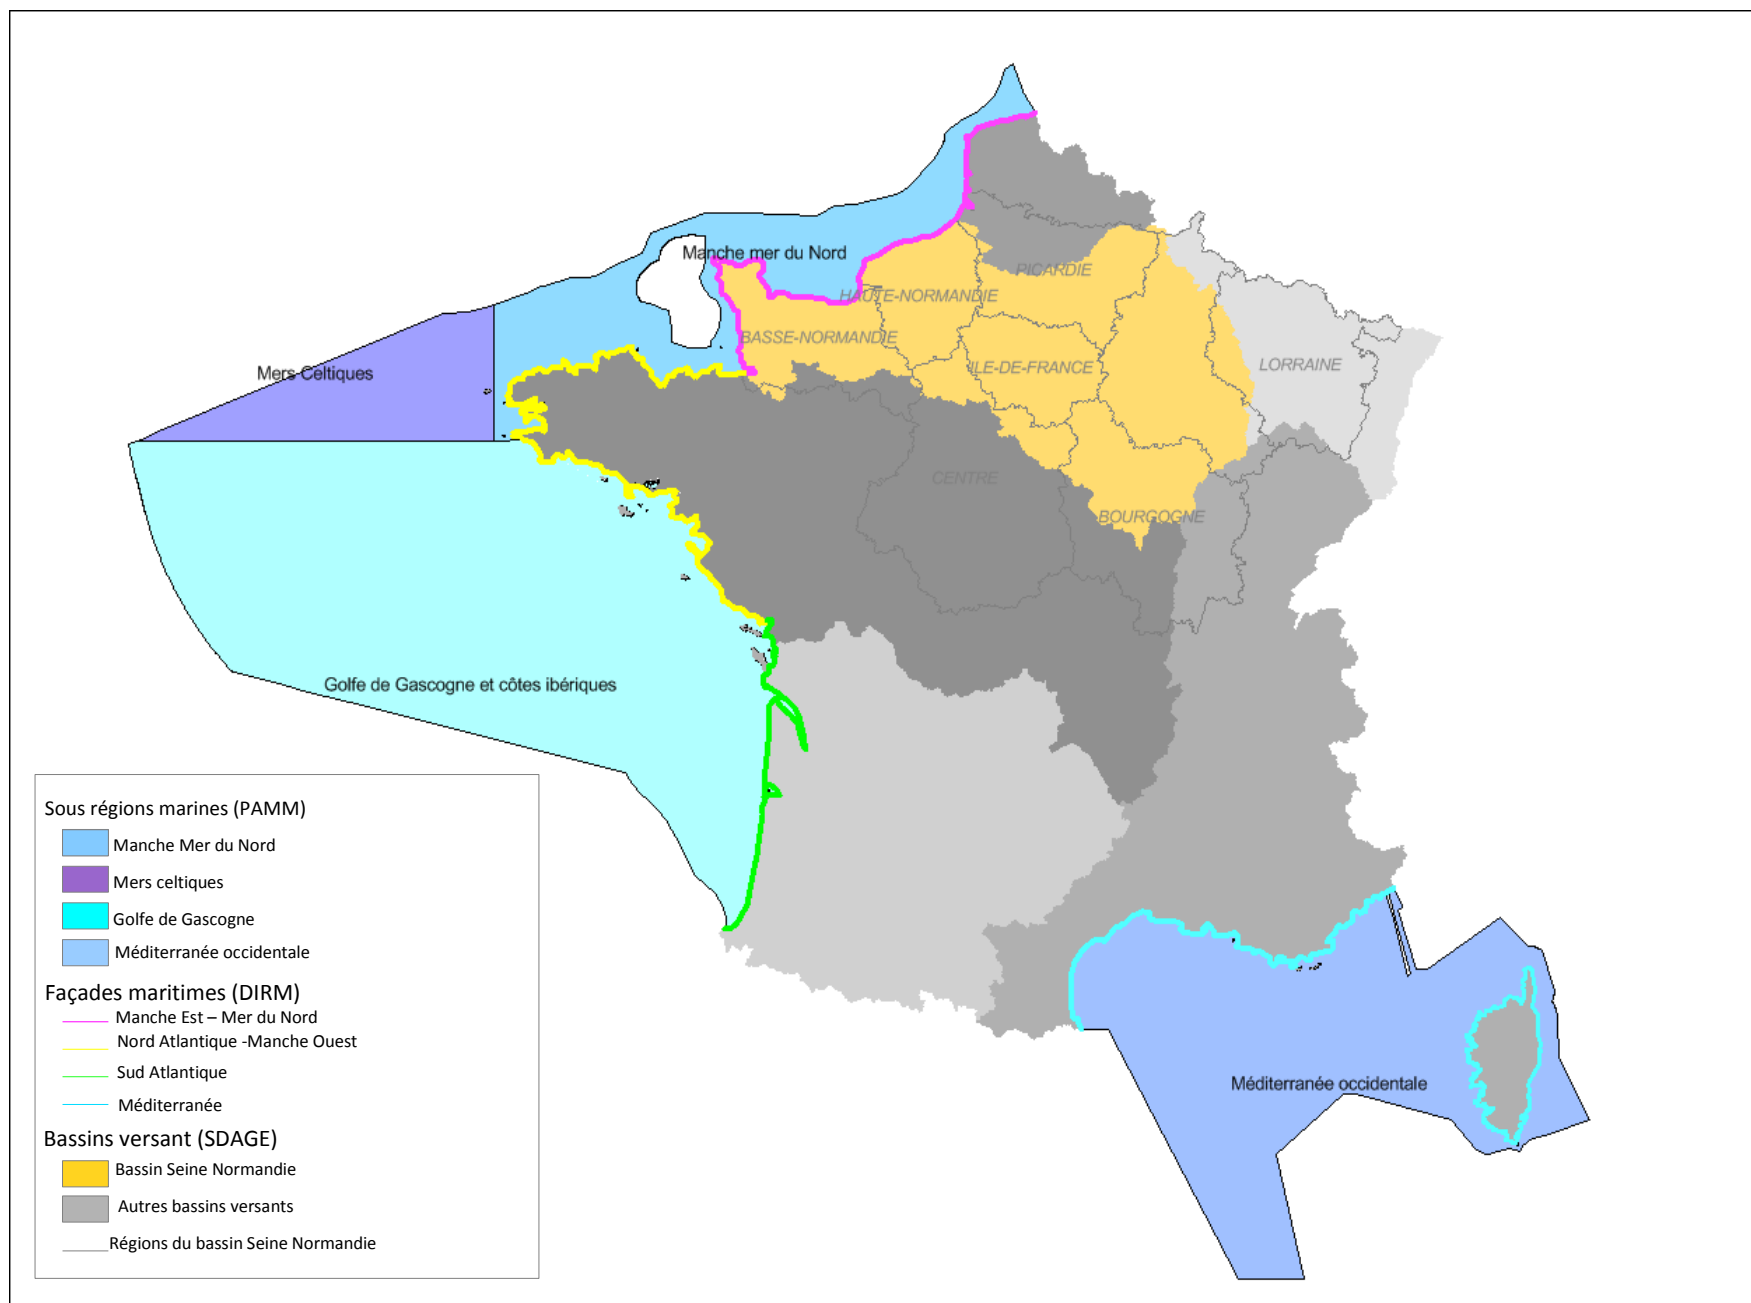 Manche mer du Nord
PICARDIE
HAUTE-NORMANDIE
BASSE-NORMANDIE
ILE-DE-FRANCE
LORRAINE
Mers Celtiques
CENTRE
BOURGOGNE
Golfe de Gascogne et côtes ibériques
Méditerranée occidentale
Sous régions marines (PAMM)
Manche Mer du Nord
Mers celtiques
Golfe de Gascogne
Méditerranée occidentale
Façades maritimes (DIRM)
Manche Est – Mer du Nord
Nord Atlantique -Manche Ouest
Sud Atlantique
Méditerranée
Bassins versant (SDAGE)
Bassin Seine Normandie
Autres bassins versants
Régions du bassin Seine Normandie